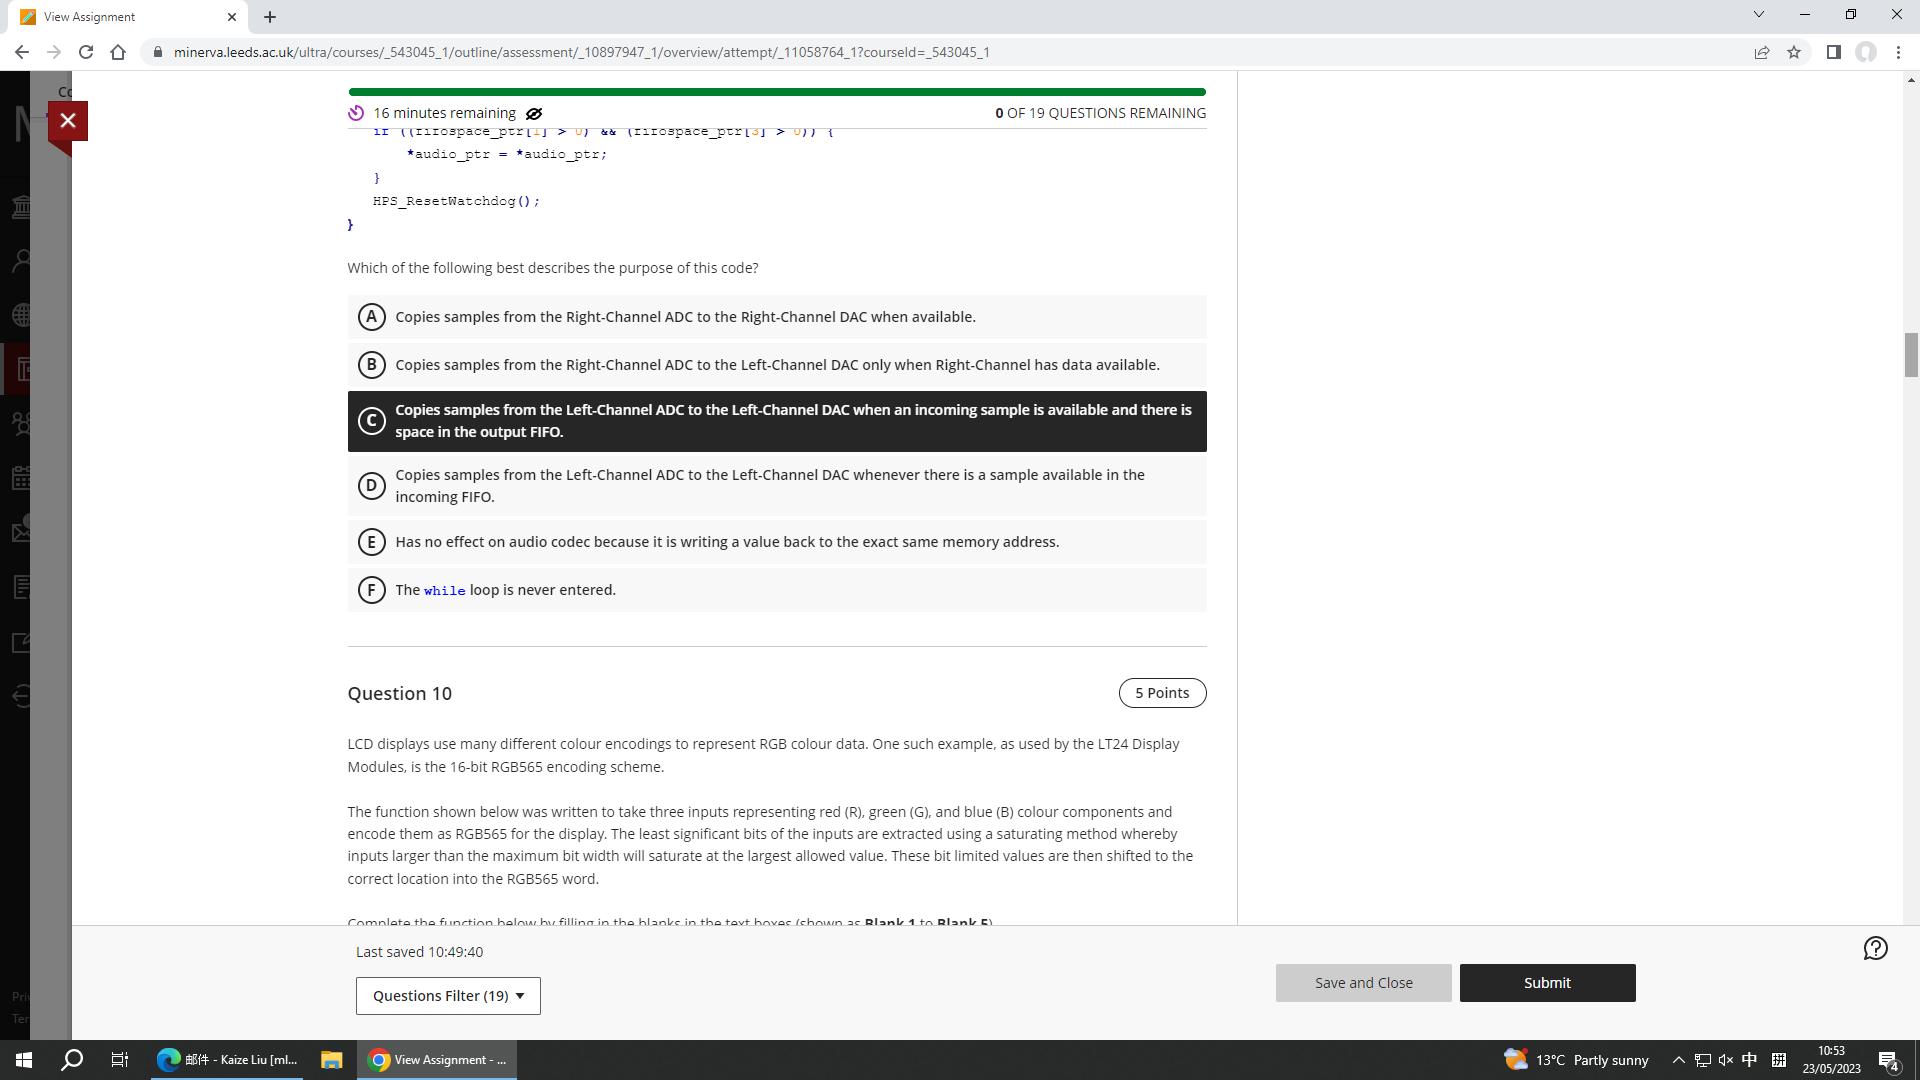 View Assignment
minerva.leeds.ac.uk/ultra/courses/_543045_1/outline/assessment/_10897947_1/overview/attempt/_11058764_1?courseId=_543045_1
16 minutes remaining
0 OF 19 QUESTIONS REMAINING
if ((fifospace_ptr[1] > 0) && (fifospace_ptr[3] > 0)) {
*audio_ptr = *audio_ptr;
}
HPS_ResetWatchdog();
}
Which of the following best describes the purpose of this code?
A Copies samples from the Right-Channel ADC to the Right-Channel DAC when available.
B Copies samples from the Right-Channel ADC to the Left-Channel DAC only when Right-Channel has data available.
C Copies samples from the Left-Channel ADC to the Left-Channel DAC when an incoming sample is available and there is
space in the output FIFO.
D Copies samples from the Left-Channel ADC to the Left-Channel DAC whenever there is a sample available in the
incoming FIFO.
E Has no effect on audio codec because it is writing a value back to the exact same memory address.
F The while loop is never entered.
Question 10
5 Points
LCD displays use many different colour encodings to represent RGB colour data. One such example, as used by the LT24 Display
Modules, is the 16-bit RGB565 encoding scheme.
The function shown below was written to take three inputs representing red (R), green (G), and blue (B) colour components and
encode them as RGB565 for the display. The least significant bits of the inputs are extracted using a saturating method whereby
inputs larger than the maximum bit width will saturate at the largest allowed value. These bit limited values are then shifted to the
correct location into the RGB565 word.
Complete the function below by filling in the blanks in the text boxes (shown as Blank 1 to Blank 5)
Last saved 10:49:40
Questions Filter (19)
Save and Close
Submit
邮件 - Kaize Liu [ml...
View Assignment - ...
13°C Partly sunny
中
拼
10:53
23/05/2023
4